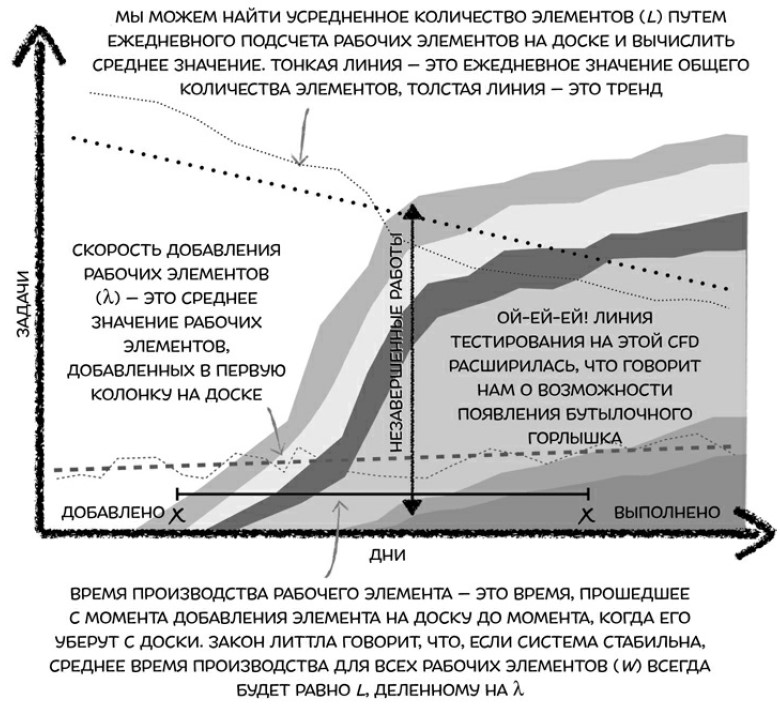 МЫ МОЖЕМ НАЙТИ УСРЕДНЕННОЕ КОЛИЧЕСТВО ЭЛЕМЕНТОВ (L) ПУТЕМ
ЕЖЕДНЕВНОГО ПОДСЧЕТА РАБОЧИХ ЭЛЕМЕНТОВ НА ДОСКЕ И ВЫЧИСЛИТЬ
СРЕДНЕЕ ЗНАЧЕНИЕ. ТОНКАЯ ЛИНИЯ — ЭТО ЕЖЕДНЕВНОЕ ЗНАЧЕНИЕ ОБЩЕГО
КОЛИЧЕСТВА ЭЛЕМЕНТОВ, ТОЛСТАЯ ЛИНИЯ — ЭТО ТРЕНД
ЗАДАЧИ
СКОРОСТЬ ДОБАВЛЕНИЯ
РАБОЧИХ ЭЛЕМЕНТОВ
(λ) — ЭТО СРЕДНЕЕ
ЗНАЧЕНИЕ РАБОЧИХ
ЭЛЕМЕНТОВ,
ДОБАВЛЕННЫХ В ПЕРВУЮ
КОЛОНКУ НА ДОСКЕ
НЕЗАВЕРШЕННЫЕ РАБОТЫ
ОЙ-ЕЙ-ЕЙ! ЛИНИЯ
ТЕСТИРОВАНИЯ НА ЭТОЙ CFD
РАСШИРИЛАСЬ, ЧТО ГОВОРИТ
НАМ О ВОЗМОЖНОСТИ
ПОЯВЛЕНИЯ БУТЫЛОЧНОГО
ГОРЛЫШКА
ДОБАВЛЕНО X
X ВЫПОЛНЕНО
ДНИ
ВРЕМЯ ПРОИЗВОДСТВА РАБОЧЕГО ЭЛЕМЕНТА — ЭТО ВРЕМЯ, ПРОШЕДШЕЕ
С МОМЕНТА ДОБАВЛЕНИЯ ЭЛЕМЕНТА НА ДОСКУ ДО МОМЕНТА, КОГДА ЕГО
УБЕРУТ С ДОСКИ. ЗАКОН ЛИТТЛА ГОВОРИТ, ЧТО, ЕСЛИ СИСТЕМА СТАБИЛЬНА,
СРЕДНЕЕ ВРЕМЯ ПРОИЗВОДСТВА ДЛЯ ВСЕХ РАБОЧИХ ЭЛЕМЕНТОВ (W) ВСЕГДА
БУДЕТ РАВНО L, ДЕЛЕННОМУ НА λ